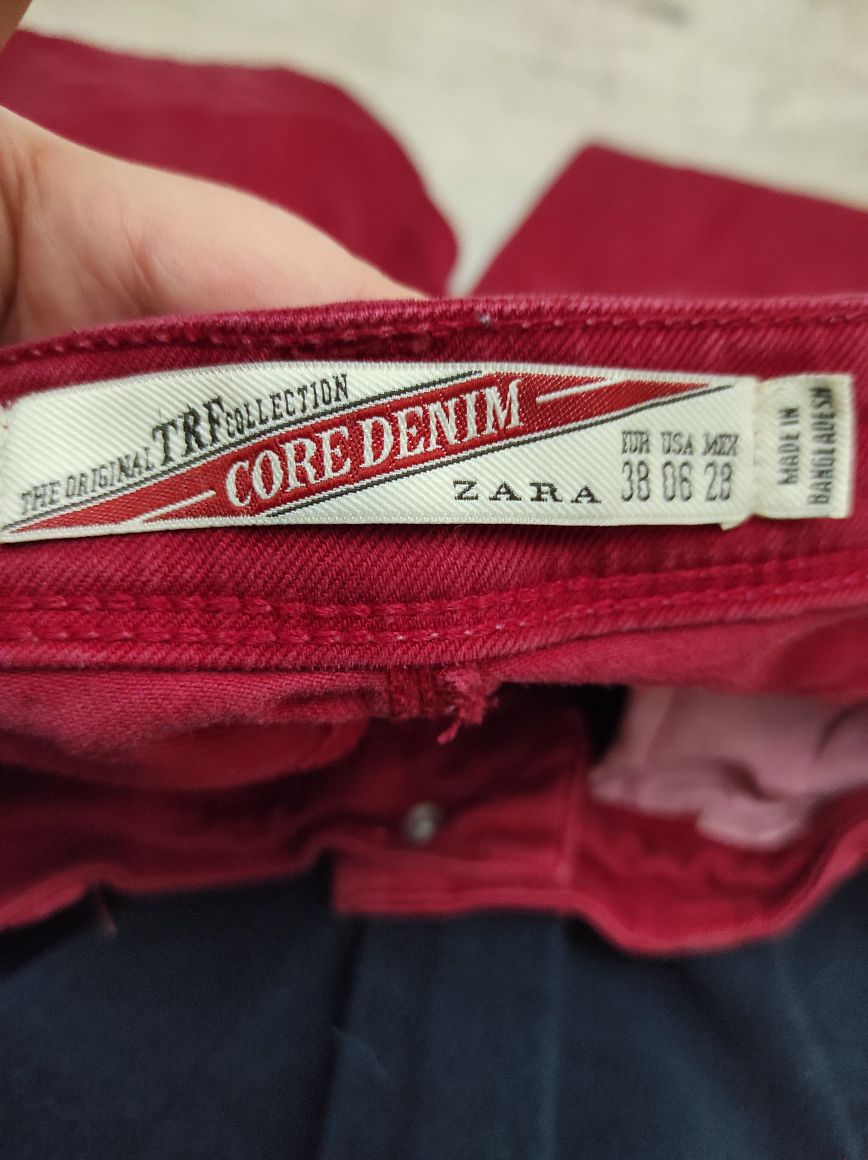 THE ORIGINAL TRF COLLECTION
CORE DENIM
ZARA
EUR USA MEX
38 06 28
MADE IN
BANGLADESH